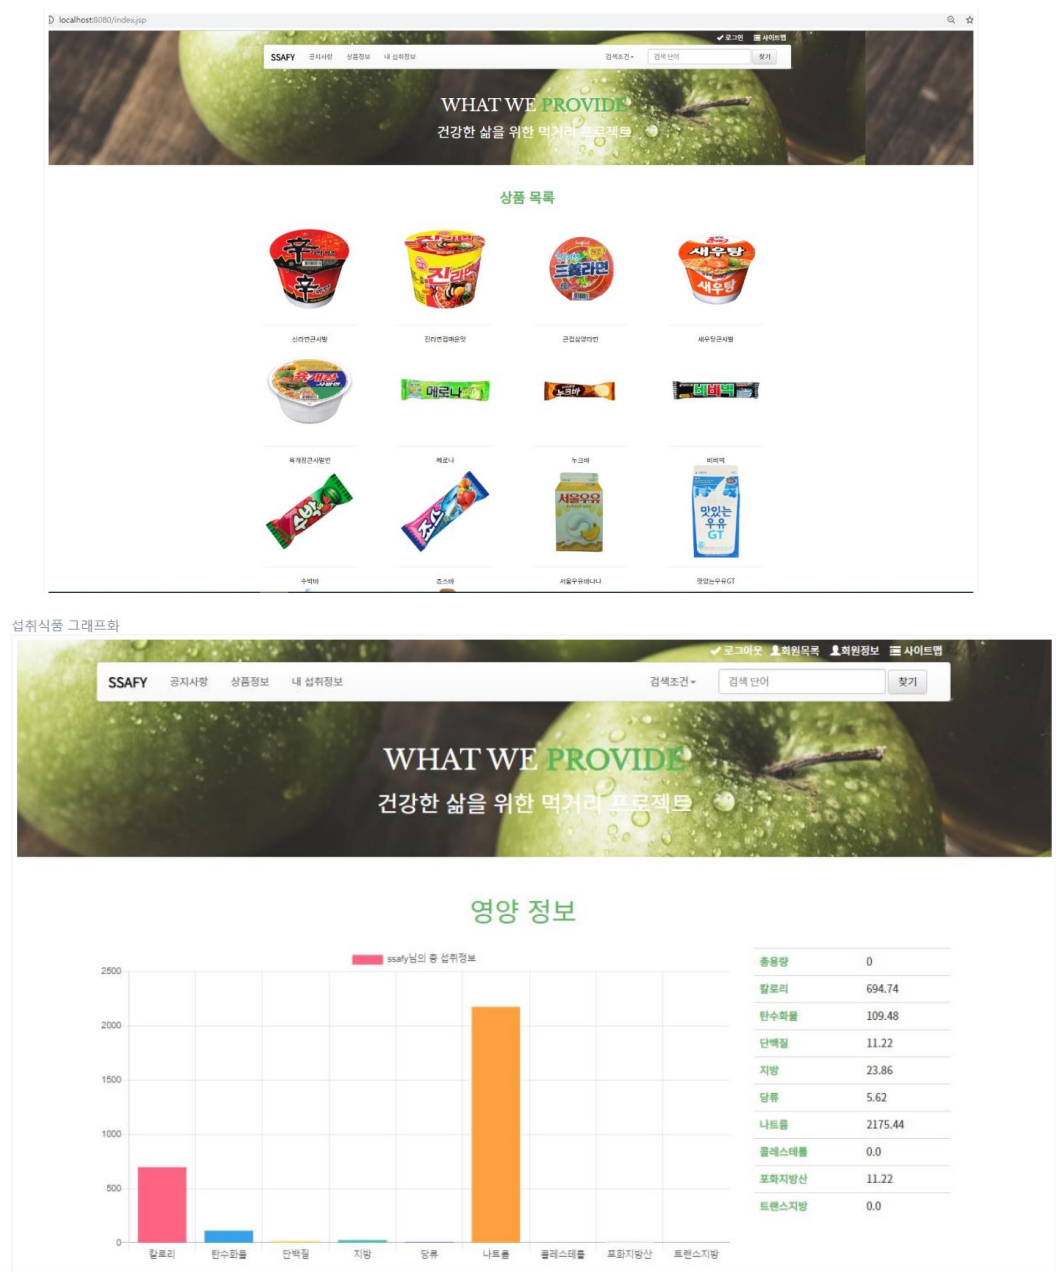 localhost:8080/index.jsp
로그인 사이트맵
SSAFY 공지사항 상품정보 내 섭취정보 검색조건 검색 단어 찾기
WHAT WE PROVIDE
건강한 삶을 위한 먹거리 프로젝트
상품 목록
신라면큰사발 진라면컵매운맛 큰컵삼양라면 새우탕큰사발
육개장큰사발면 메로나 누크바 비비빅
수박바 죠스바 서울우유바나나 맛있는우유GT
섭취식품 그래프화
로그아웃 회원목록 회원정보 사이트맵
SSAFY 공지사항 상품정보 내 섭취정보 검색조건 검색 단어 찾기
WHAT WE PROVIDE
건강한 삶을 위한 먹거리 프로젝트
영양 정보
ssafy님의 총 섭취정보
2500
2000
1500
1000
500
0
칼로리 탄수화물 단백질 지방 당류 나트륨 콜레스테롤 포화지방산 트랜스지방
총용량 0
칼로리 694.74
탄수화물 109.48
단백질 11.22
지방 23.86
당류 5.62
나트륨 2175.44
콜레스테롤 0.0
포화지방산 11.22
트랜스지방 0.0